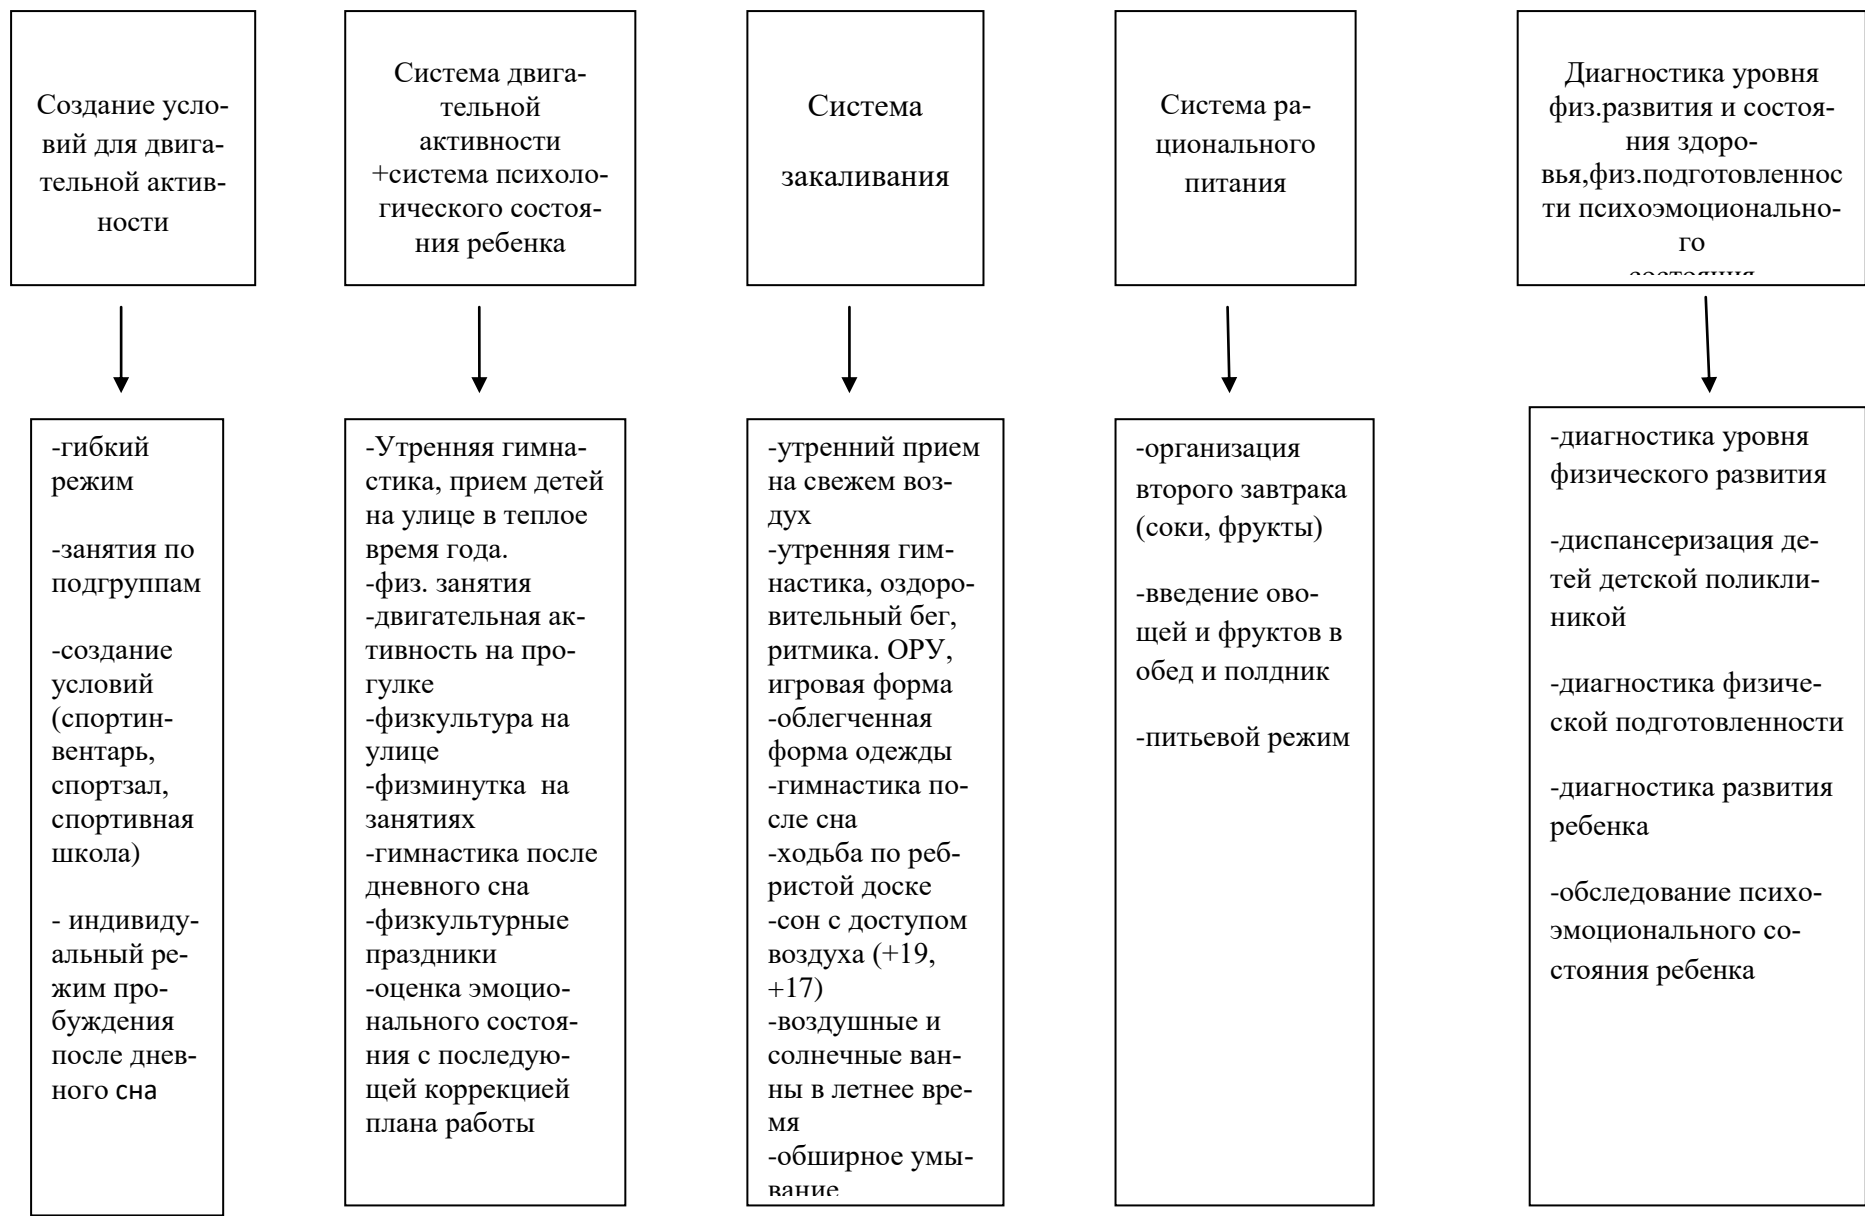 Создание усло-
вий для двига-
тельной актив-
ности
Система двига-
тельной
активности
+система психоло-
гического состоя-
ния ребенка
Система
закаливания
Система ра-
ционального
питания
Диагностика уровня
физ.развития и состоя-
ния здоро-
вья,физ.подготовленнос
ти психоэмоционально-
го
состояния
-гибкий
режим
-занятия по
подгруппам
-создание
условий
(спортин-
вентарь,
спортзал,
спортивная
школа)
- индивиду-
альный ре-
жим про-
буждения
после днев-
ного сна
-Утренняя гимна-
стика, прием детей
на улице в теплое
время года.
-физ. занятия
-двигательная ак-
тивность на про-
гулке
-физкультура на
улице
-физминутка  на
занятиях
-гимнастика после
дневного сна
-физкультурные
праздники
-оценка эмоцио-
нального состоя-
ния с последую-
щей коррекцией
плана работы
-утренний прием
на свежем воз-
дух
-утренняя гим-
настика, оздоро-
вительный бег,
ритмика. ОРУ,
игровая форма
-облегченная
форма одежды
-гимнастика по-
сле сна
-ходьба по реб-
ристой доске
-сон с доступом
воздуха (+19,
+17)
-воздушные и
солнечные ван-
ны в летнее вре-
мя
-обширное умы-
вание
-организация
второго завтрака
(соки, фрукты)
-введение ово-
щей и фруктов в
обед и полдник
-питьевой режим
-диагностика уровня
физического развития
-диспансеризация де-
тей детской поликли-
никой
-диагностика физиче-
ской подготовленности
-диагностика развития
ребенка
-обследование психо-
эмоционального со-
стояния ребенка